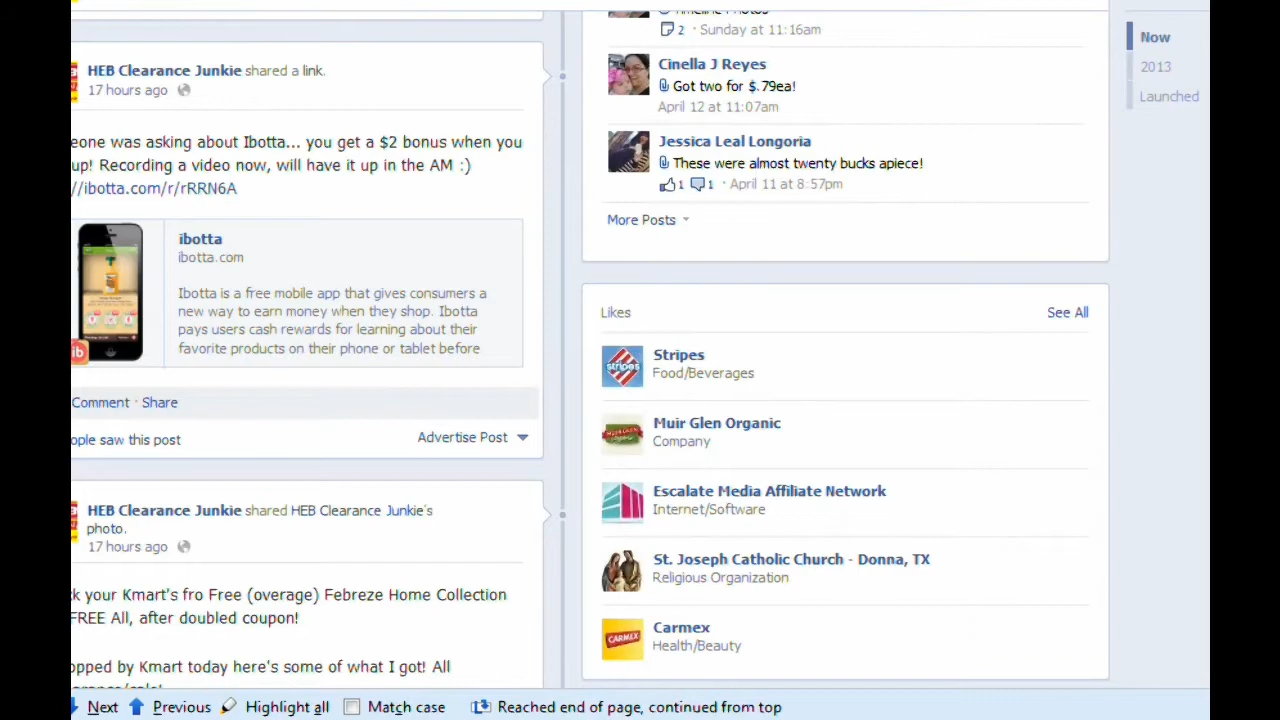 HEB Clearance Junkie shared a link.
17 hours ago
eone was asking about Ibotta... you get a $2 bonus when you
up! Recording a video now, will have it up in the AM :)
//ibotta.com/r/rRRN6A
ibotta
ibotta.com
Ibotta is a free mobile app that gives consumers a
new way to earn money when they shop. Ibotta
pays users cash rewards for learning about their
favorite products on their phone or tablet before
ib
Comment · Share
ople saw this post
Advertise Post
HEB Clearance Junkie shared HEB Clearance Junkie's
photo.
17 hours ago
k your Kmart's fro Free (overage) Febreze Home Collection
FREE All, after doubled coupon!
opped by Kmart today here's some of what I got! All
Timeline Photos
2 · Sunday at 11:16am
Cinella J Reyes
Got two for $.79ea!
April 12 at 11:07am
Jessica Leal Longoria
These were almost twenty bucks apiece!
1 1 · April 11 at 8:57pm
More Posts
Likes
See All
stripes
Stripes
Food/Beverages
MUIR GLEN
Muir Glen Organic
Company
Escalate Media Affiliate Network
Internet/Software
St. Joseph Catholic Church - Donna, TX
Religious Organization
CARMEX
Carmex
Health/Beauty
Now
2013
Launched
Next Previous Highlight all Match case Reached end of page, continued from top